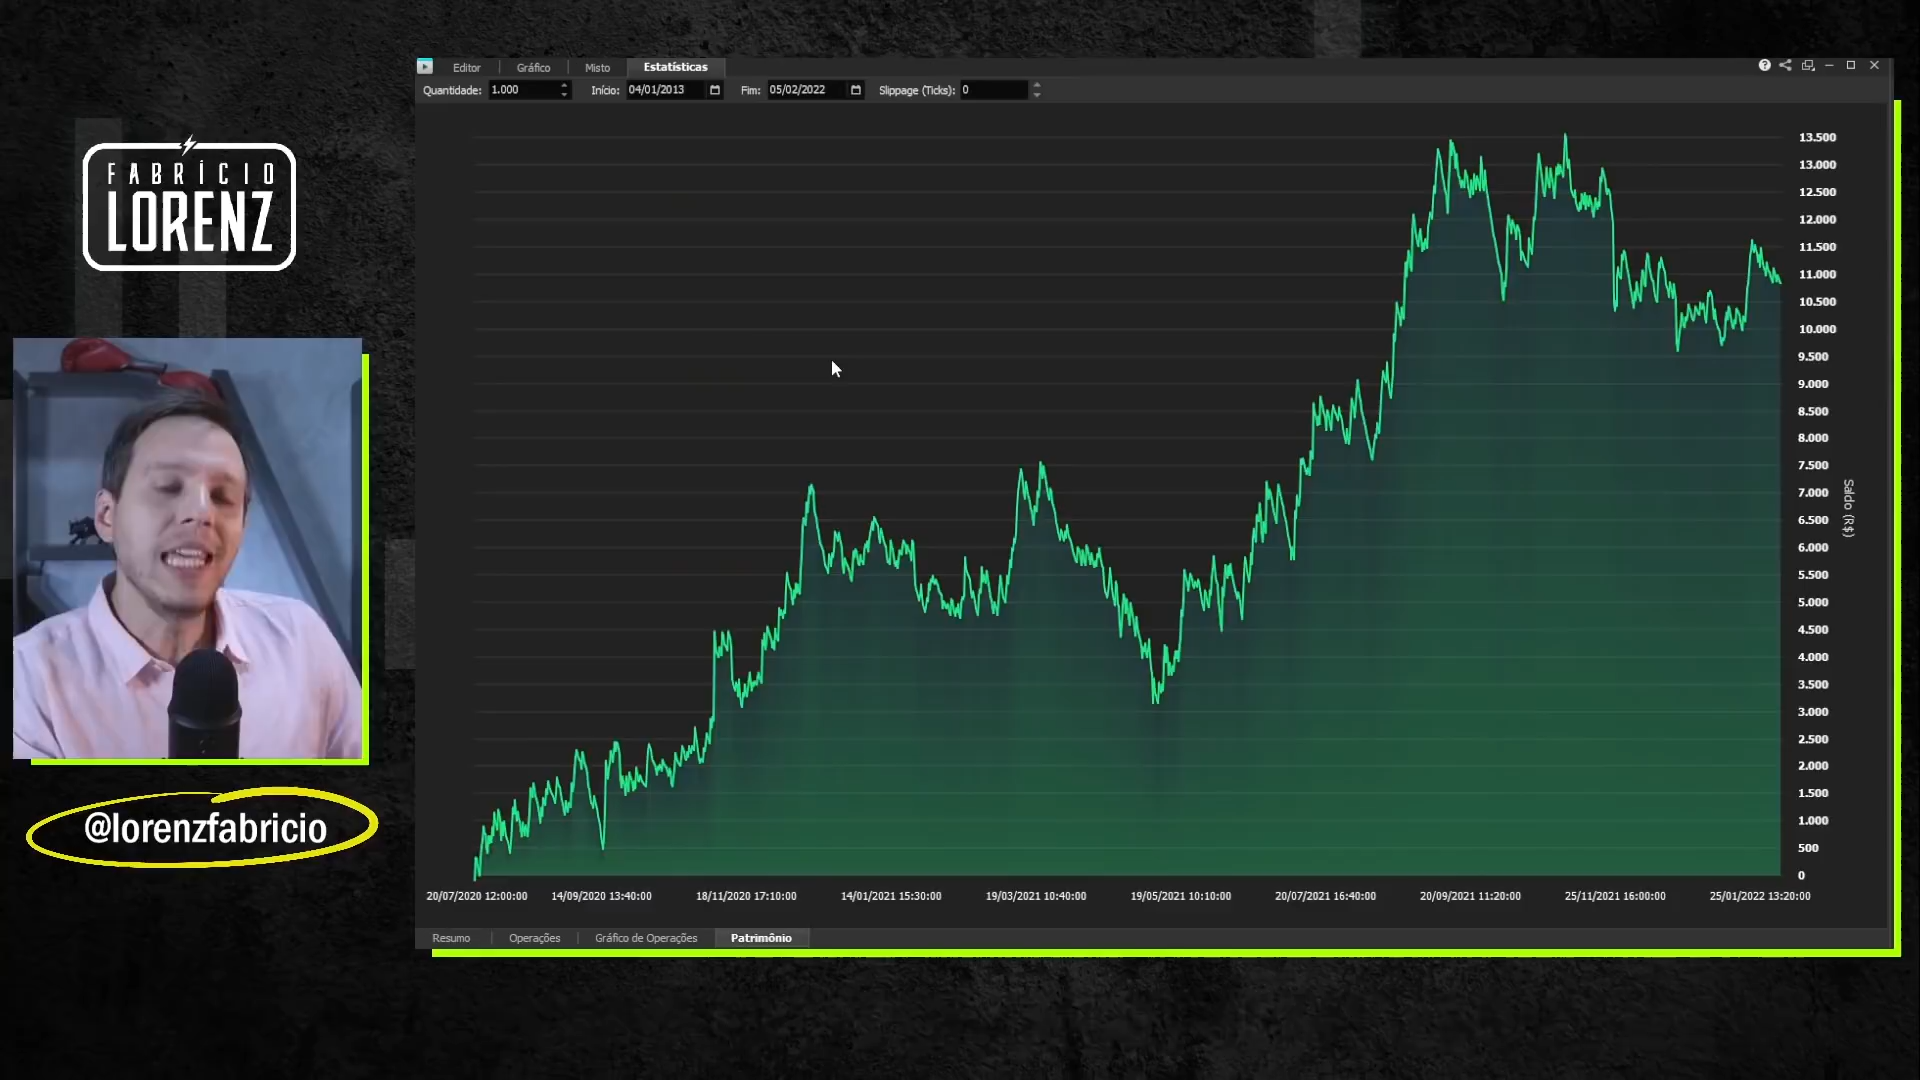 FABRÍCIO
LORENZ
@lorenzfabricio
Editor
Gráfico
Misto
Estatísticas
Quantidade: 1.000
Início: 04/01/2013
Fim: 05/02/2022
Slippage (Ticks): 0
13.500
13.000
12.500
12.000
11.500
11.000
10.500
10.000
9.500
9.000
8.500
8.000
7.500
7.000
6.500
6.000
5.500
5.000
4.500
4.000
3.500
3.000
2.500
2.000
1.500
1.000
500
0
Saldo (R$)
20/07/2020 12:00:00
14/09/2020 13:40:00
18/11/2020 17:10:00
14/01/2021 15:30:00
19/03/2021 10:40:00
19/05/2021 10:10:00
20/07/2021 16:40:00
20/09/2021 11:20:00
25/11/2021 16:00:00
25/01/2022 13:20:00
Resumo
Operações
Gráfico de Operações
Patrimônio